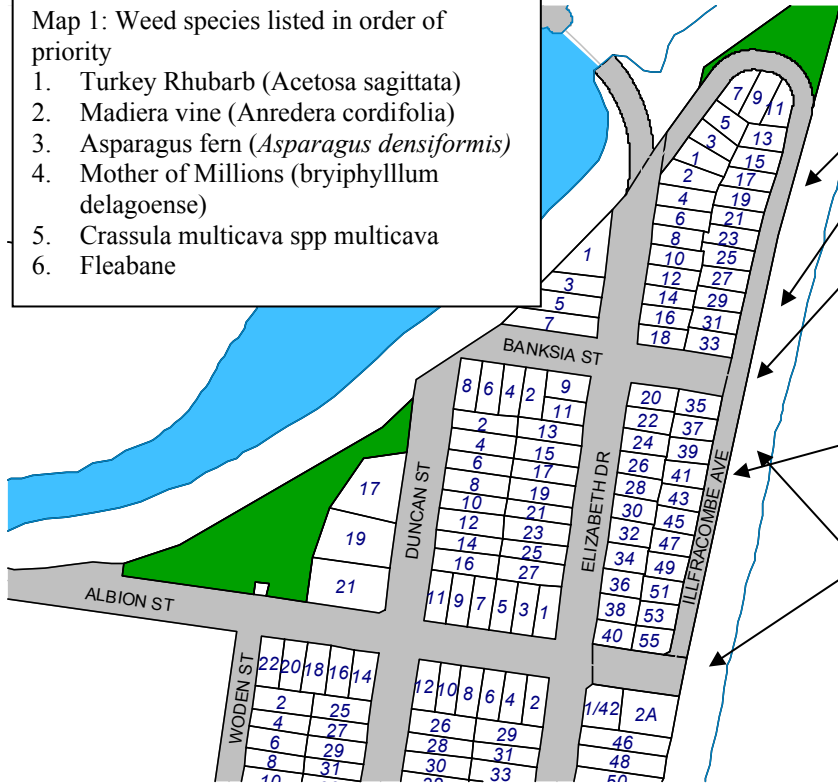 Map 1: Weed species listed in order of
priority
1. Turkey Rhubarb (Acetosa sagittata)
2. Madiera vine (Anredera cordifolia)
3. Asparagus fern (Asparagus densiformis)
4. Mother of Millions (bryiphylllum
delagoense)
5. Crassula multicava spp multicava
6. Fleabane
7 9 11
5 13
3 15
1 17
2 19
4 21
6 23
8 25
10 27
12 29
14 31
16 33
18
1
3
5
7
BANKSIA ST
8 6 4 2 9
11
2 13
4 15
6 17
8 19
10 21
12 23
14 25
16 27
11 9 7 5 3 1
20 35
22 37
24 39
26 41
28 43
30 45
32 47
34 49
36 51
38 53
40 55
17
19
21
DUNCAN ST
ELIZABETH DR
ILLFRACOMBE AVE
ALBION ST
WODEN ST
22 20 18 16 14
2 25
4 27
6 29
8 31
12 10 8 6 4 2
26 29
28 31
30 33
1/42 2A
46
48